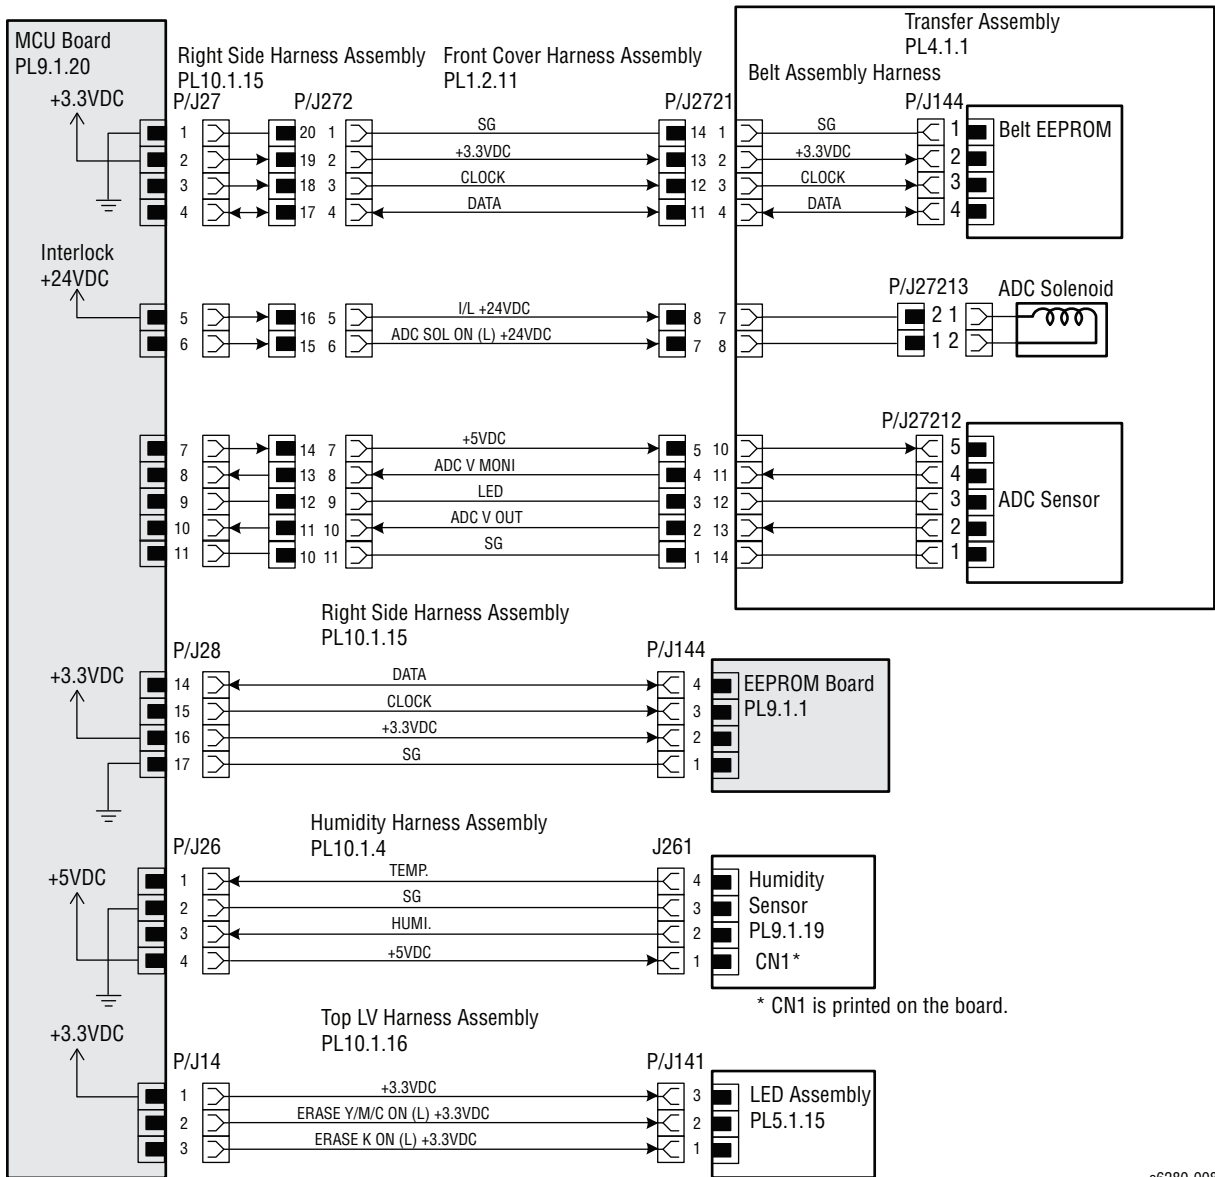 Transfer Assembly
PL4.1.1
MCU Board
PL9.1.20
Right Side Harness Assembly
PL10.1.15
Front Cover Harness Assembly
PL1.2.11
Belt Assembly Harness
+3.3VDC
P/J27
P/J272
P/J2721
P/J144
1 20 1 SG 14 1 SG 1
2 19 2 +3.3VDC 13 2 +3.3VDC 2
3 18 3 CLOCK 12 3 CLOCK 3
4 17 4 DATA 11 4 DATA 4
Belt EEPROM
Interlock
+24VDC
P/J27213
ADC Solenoid
5 16 5 I/L +24VDC 8 7 2 1
6 15 6 ADC SOL ON (L) +24VDC 7 8 1 2
P/J27212
7 14 7 +5VDC 5 10 5
8 13 8 ADC V MONI 4 11 4
9 12 9 LED 3 12 3
10 11 10 ADC V OUT 2 13 2
11 10 11 SG 1 14 1
ADC Sensor
Right Side Harness Assembly
PL10.1.15
P/J28
P/J144
+3.3VDC
14 DATA 4
15 CLOCK 3
16 +3.3VDC 2
17 SG 1
EEPROM Board
PL9.1.1
Humidity Harness Assembly
PL10.1.4
P/J26
J261
+5VDC
1 TEMP. 4
2 SG 3
3 HUMI. 2
4 +5VDC 1
Humidity
Sensor
PL9.1.19
CN1*
* CN1 is printed on the board.
Top LV Harness Assembly
PL10.1.16
+3.3VDC
P/J14
P/J141
1 +3.3VDC 3
2 ERASE Y/M/C ON (L) +3.3VDC 2
3 ERASE K ON (L) +3.3VDC 1
LED Assembly
PL5.1.15